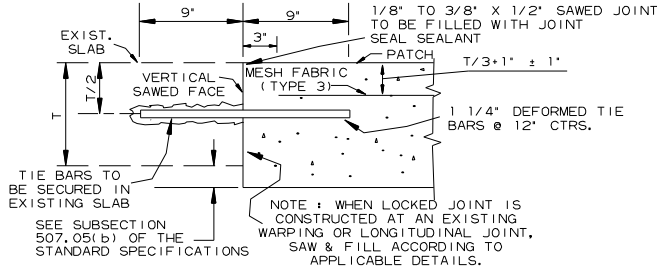 9"
9"
1/8" TO 3/8" X 1/2" SAWED JOINT
TO BE FILLED WITH JOINT
SEAL SEALANT
3"
EXIST.
SLAB
PATCH
T/3+1" ± 1"
VERTICAL
SAWED FACE
MESH FABRIC
(TYPE 3)
T/2
T
1 1/4" DEFORMED TIE
BARS @ 12" CTRS.
TIE BARS TO
BE SECURED IN
EXISTING SLAB
SEE SUBSECTION
507.05(b) OF THE
STANDARD SPECIFICATIONS
NOTE : WHEN LOCKED JOINT IS
CONSTRUCTED AT AN EXISTING
WARPING OR LONGITUDINAL JOINT,
SAW & FILL ACCORDING TO
APPLICABLE DETAILS.